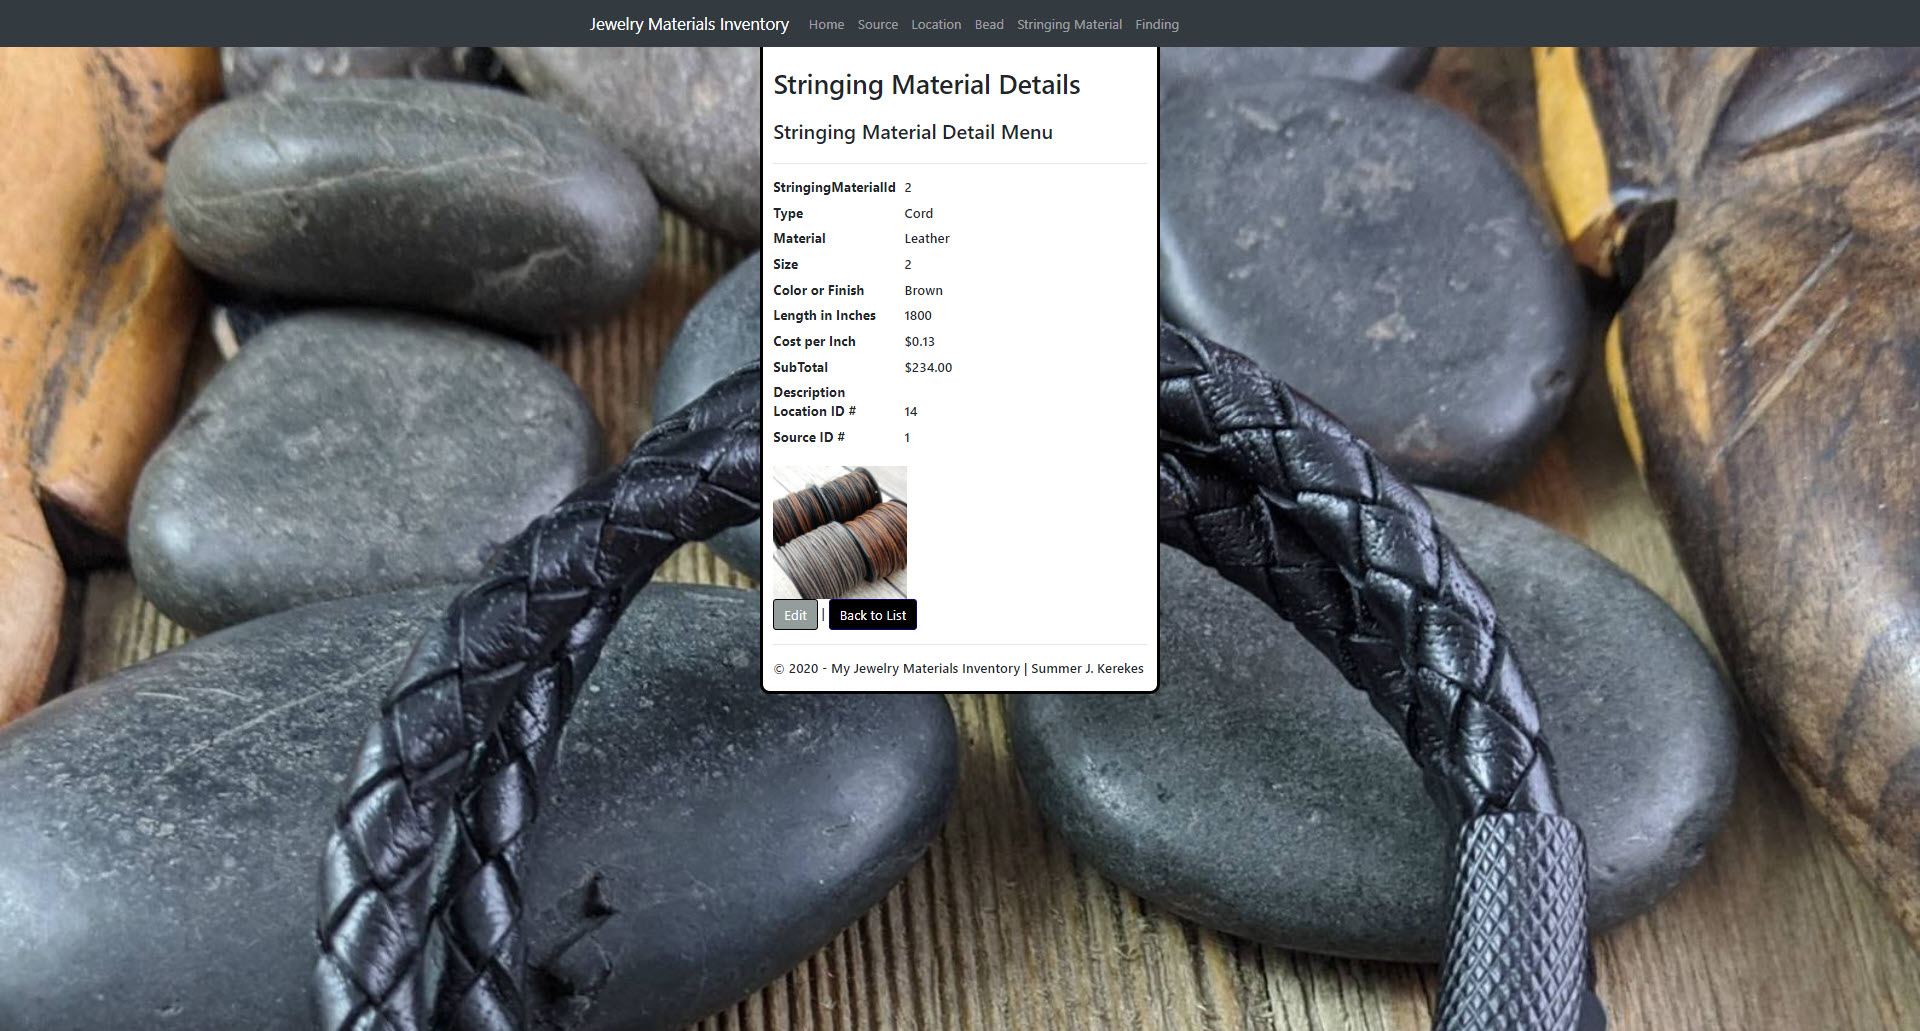 Jewelry Materials Inventory Home Source Location Bead Stringing Material Finding
Stringing Material Details
Stringing Material Detail Menu
StringingMaterialId 2
Type Cord
Material Leather
Size 2
Color or Finish Brown
Length in Inches 1800
Cost per Inch $0.13
SubTotal $234.00
Description
Location ID # 14
Source ID # 1
Edit | Back to List
© 2020 - My Jewelry Materials Inventory | Summer J. Kerekes